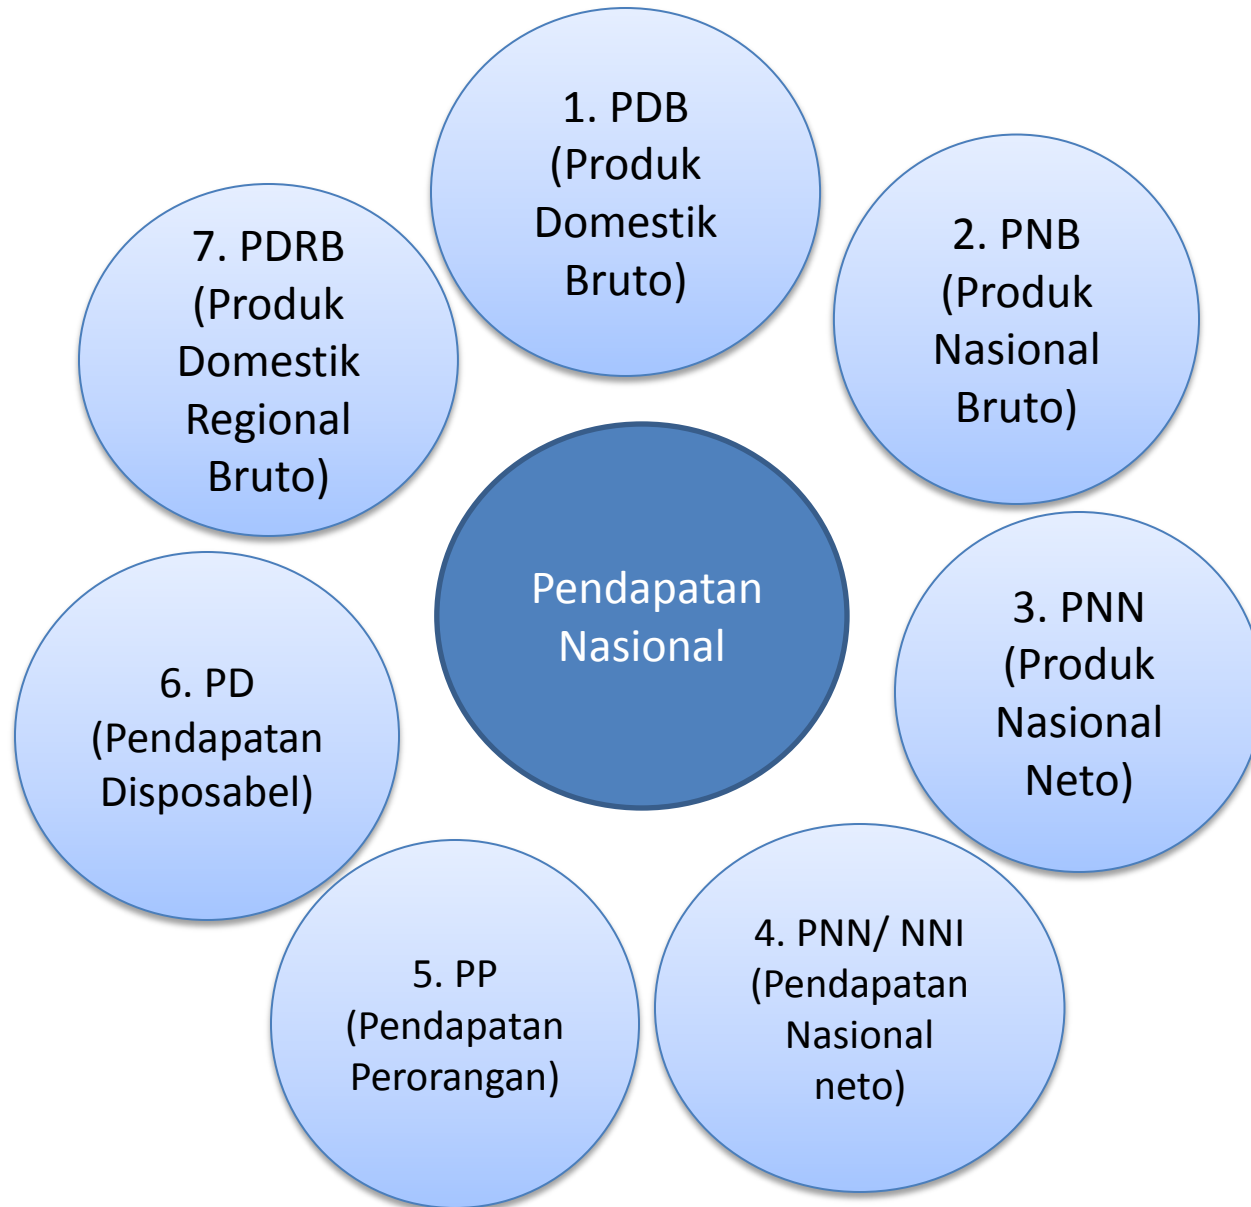 1. PDB
(Produk
Domestik
Bruto)
2. PNB
(Produk
Nasional
Bruto)
3. PNN
(Produk
Nasional
Neto)
4. PNN/ NNI
(Pendapatan
Nasional
neto)
5. PP
(Pendapatan
Perorangan)
6. PD
(Pendapatan
Disposabel)
7. PDRB
(Produk
Domestik
Regional
Bruto)
Pendapatan
Nasional